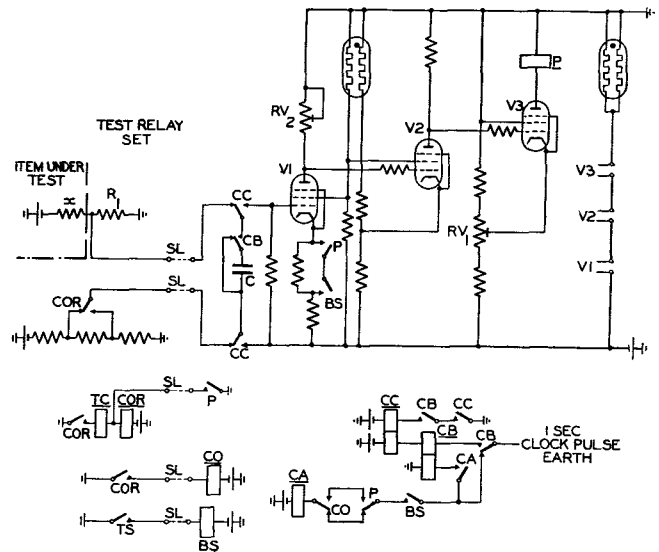 P
RV2
V3
V2
TEST RELAY
SET
V1
ITEM UNDER
TEST
CC
x
R1
CB
P
RV1
V3
V2
SL
C
V1
SL
BS
COR
CC
SL
P
TC
COR
COR
CC
CB
CC
1 SEC
CLOCK PULSE
EARTH
CB
CB
CO
CA
SL
COR
CA
P
CO
BS
SL
TS
BS